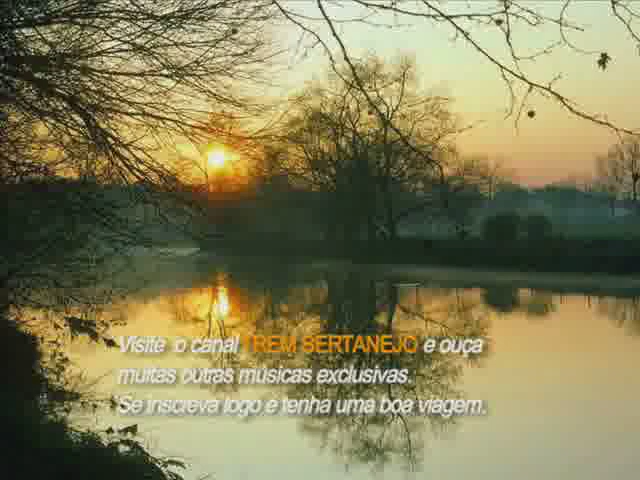 Visite o canal TREM SERTANEJO e ouça
muitas outras músicas exclusivas.
Se inscreva logo e tenha uma boa viagem.